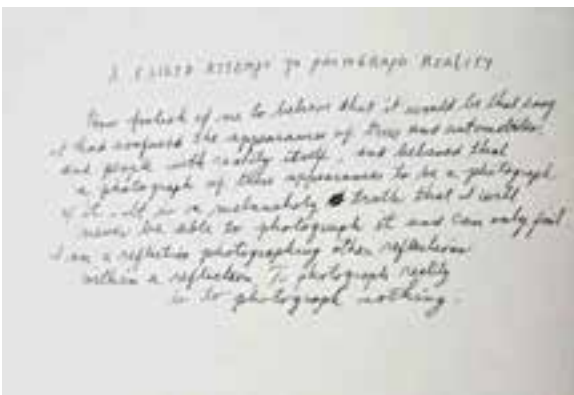 A FAILED ATTEMPT TO PHOTOGRAPH REALITY
How foolish of me to believe that it would be that easy
I had confused the appearances of trees and automobiles
and people with reality itself and believed that
a photograph of these appearances to be a photograph
of it. It is a melancholy truth that I will
never be able to photograph it and can only fail.
I am a reflection photographing other reflections
within a reflection. To photograph reality
is to photograph nothing.